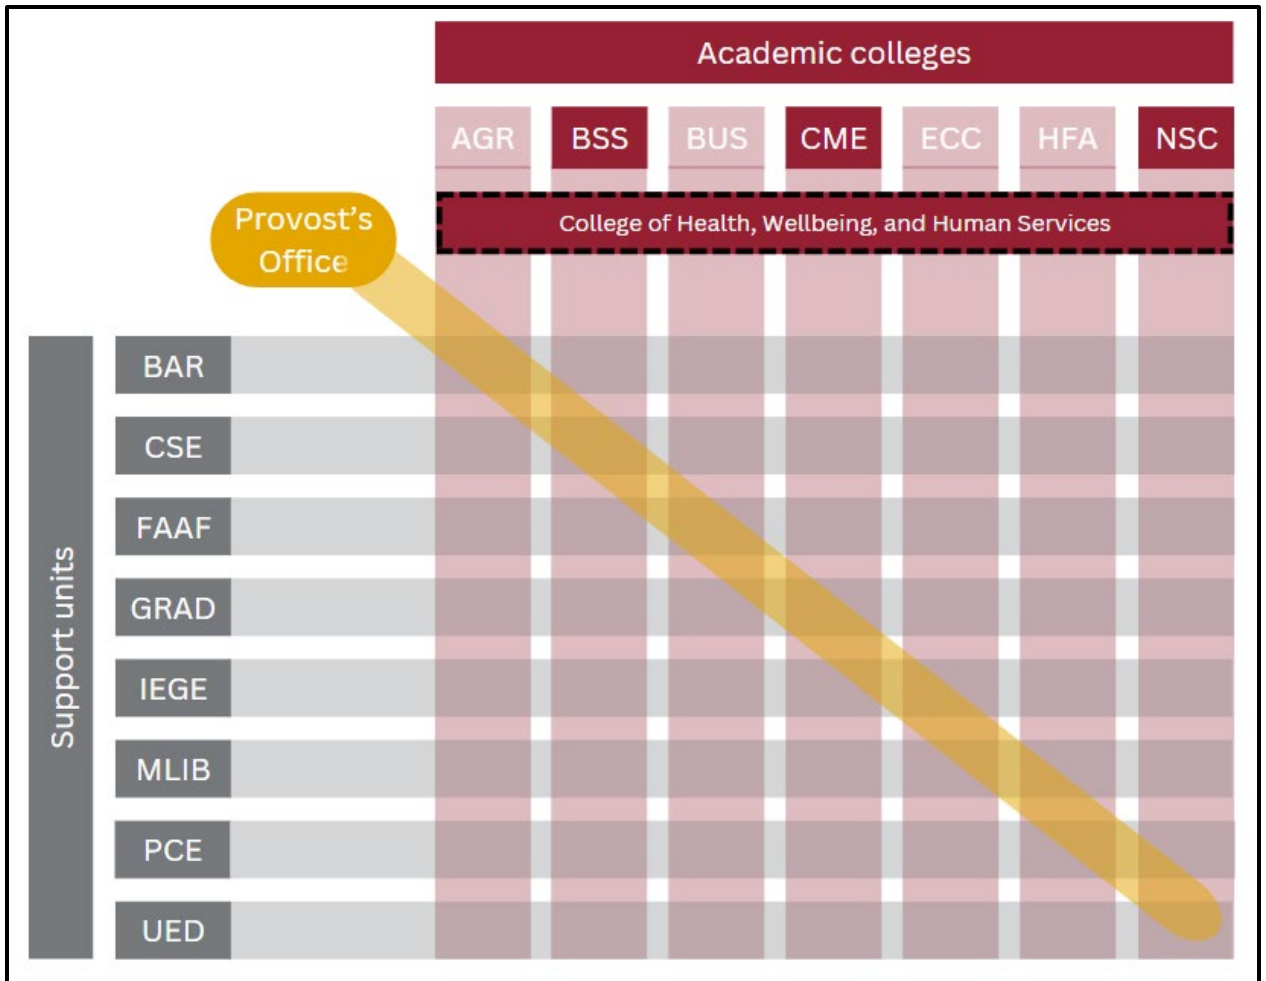 Academic colleges
AGR BSS BUS CME ECC HFA NSC
Provost's
Office
College of Health, Wellbeing, and Human Services
Support units
BAR
CSE
FAAF
GRAD
IEGE
MLIB
PCE
UED